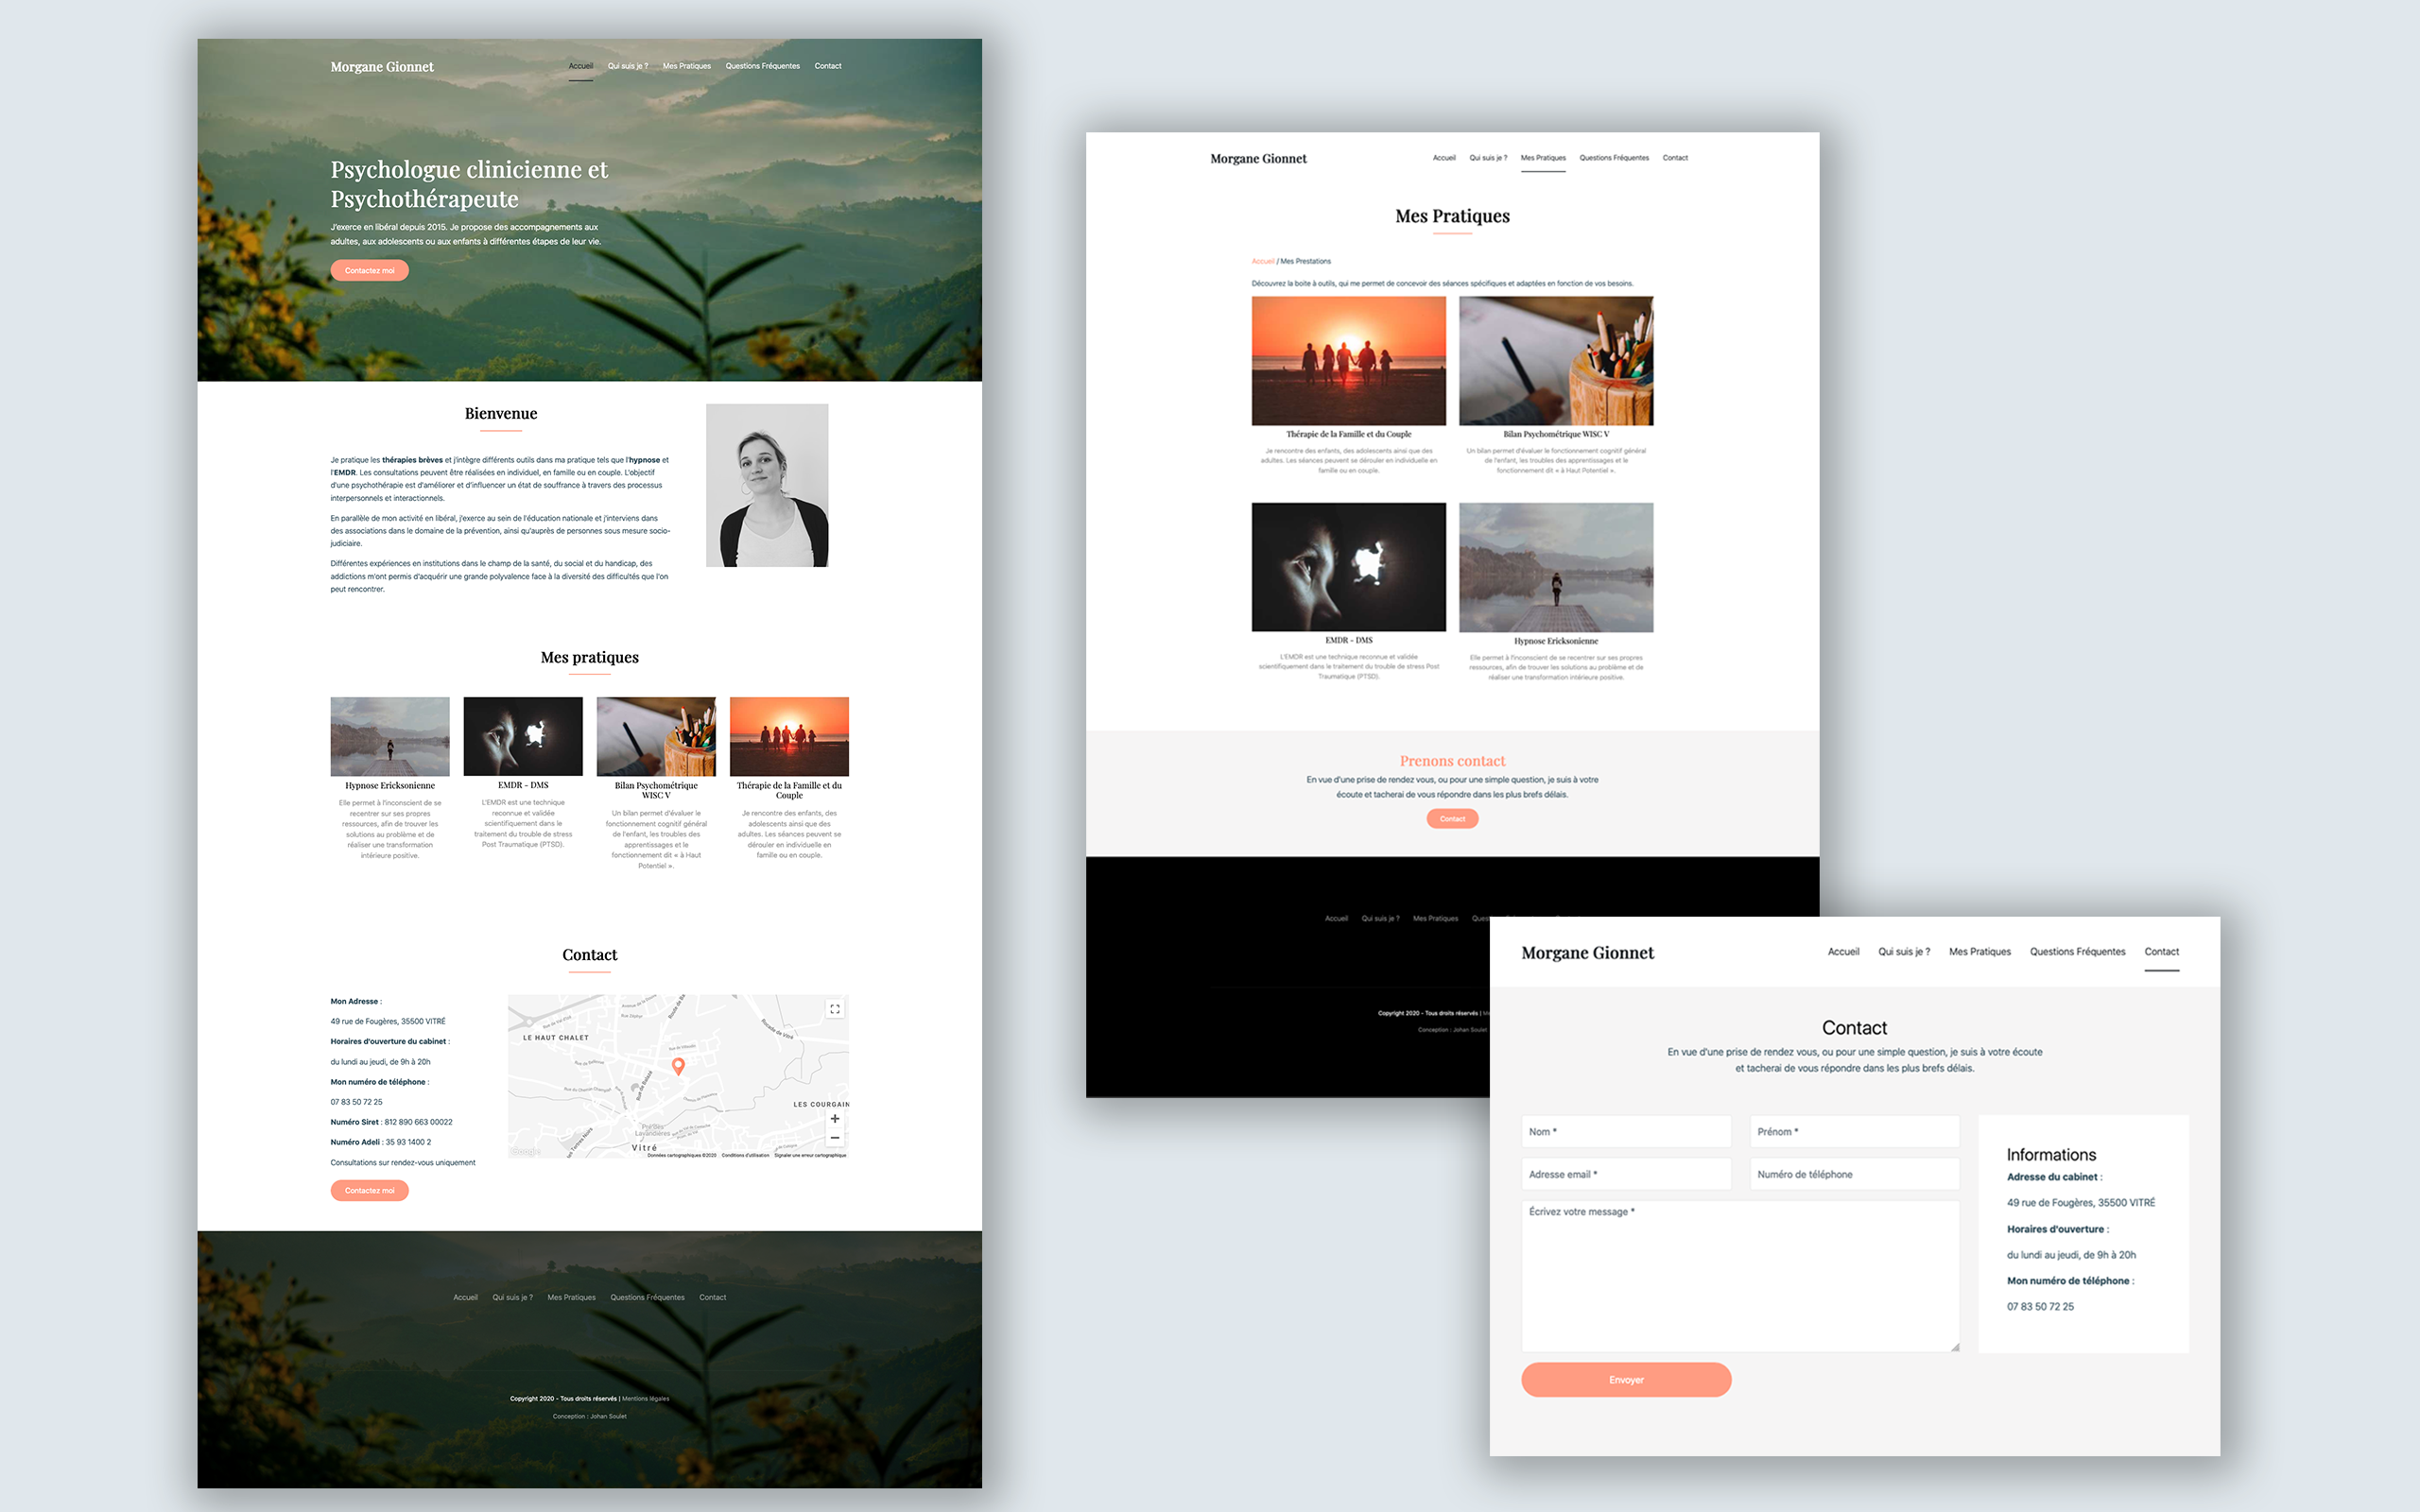 Morgane Gionnet
Accueil Qui suis je ? Mes Pratiques Questions Fréquentes Contact
Psychologue clinicienne et
Psychothérapeute
J'exerce en libéral depuis 2015. Je propose des accompagnements aux
adultes, aux adolescents ou aux enfants à différentes étapes de leur vie.
Contactez moi
Bienvenue
Je pratique les thérapies brèves et j'intègre différents outils dans ma pratique tels que l'hypnose et
l'EMDR. Les consultations peuvent être réalisées en individuel, en famille ou en couple. L'objectif
d'une psychothérapie est d'améliorer et d'influencer un état de souffrance à travers des processus
interpersonnels et interactionnels.
En parallèle de mon activité en libéral, j'exerce au sein de l'éducation nationale et j'interviens dans
des associations dans le domaine de la prévention, ainsi qu'auprès de personnes sous mesure socio-
judiciaire.
Différentes expériences en institutions dans le champ de la santé, du social et du handicap, des
addictions m'ont permis d'acquérir une grande polyvalence face à la diversité des difficultés que l'on
peut rencontrer.
Mes pratiques
Hypnose Ericksonienne
Elle permet à l'inconscient de se
recentrer sur ses propres
ressources, afin de trouver les
solutions au problème et de
réaliser une transformation
intérieure positive.
EMDR - DMS
L'EMDR est une technique
reconnue et validée
scientifiquement dans le
traitement du trouble de stress
Post Traumatique (PTSD).
Bilan Psychométrique
WISC V
Un bilan permet d'évaluer le
fonctionnement cognitif général
de l'enfant, les troubles des
apprentissages et le
fonctionnement dit « à Haut
Potentiel ».
Thérapie de la Famille et du
Couple
Je rencontre des enfants, des
adolescents ainsi que des
adultes. Les séances peuvent se
dérouler en individuelle en
famille ou en couple.
Contact
Mon Adresse :
49 rue de Fougères, 35500 VITRÉ
Horaires d'ouverture du cabinet :
du lundi au jeudi, de 9h à 20h
Mon numéro de téléphone :
07 83 50 72 25
Numéro Siret : 812 890 663 00022
Numéro Adeli : 35 93 1400 2
Consultations sur rendez-vous uniquement
Contactez moi
LE HAUT CHALET
Rocade de Vitré
LES COURGAIN
Pré des
Lavandières
Vitré
Google
Données cartographiques ©2020 Conditions d'utilisation Signaler une erreur cartographique
Accueil Qui suis je ? Mes Pratiques Questions Fréquentes Contact
Copyright 2020 - Tous droits réservés | Mentions légales
Conception : Johan Soulet
Morgane Gionnet
Accueil Qui suis je ? Mes Pratiques Questions Fréquentes Contact
Mes Pratiques
Accueil / Mes Prestations
Découvrez la boite à outils, qui me permet de concevoir des séances spécifiques et adaptées en fonction de vos besoins.
Thérapie de la Famille et du Couple
Je rencontre des enfants, des adolescents ainsi que des
adultes. Les séances peuvent se dérouler en individuelle en
famille ou en couple.
Bilan Psychométrique WISC V
Un bilan permet d'évaluer le fonctionnement cognitif général
de l'enfant, les troubles des apprentissages et le
fonctionnement dit « à Haut Potentiel ».
EMDR - DMS
L'EMDR est une technique reconnue et validée
scientifiquement dans le traitement du trouble de stress Post
Traumatique (PTSD).
Hypnose Ericksonienne
Elle permet à l'inconscient de se recentrer sur ses propres
ressources, afin de trouver les solutions au problème et de
réaliser une transformation intérieure positive.
Prenons contact
En vue d'une prise de rendez vous, ou pour une simple question, je suis à votre
écoute et tacherai de vous répondre dans les plus brefs délais.
Contact
Accueil Qui suis je ? Mes Pratiques Ques
Copyright 2020 - Tous droits réservés |
Conception : Johan Soulet
Morgane Gionnet
Accueil Qui suis je ? Mes Pratiques Questions Fréquentes Contact
Contact
En vue d'une prise de rendez vous, ou pour une simple question, je suis à votre écoute
et tacherai de vous répondre dans les plus brefs délais.
Nom *
Prénom *
Adresse email *
Numéro de téléphone
Écrivez votre message *
Envoyer
Informations
Adresse du cabinet :
49 rue de Fougères, 35500 VITRÉ
Horaires d'ouverture :
du lundi au jeudi, de 9h à 20h
Mon numéro de téléphone :
07 83 50 72 25